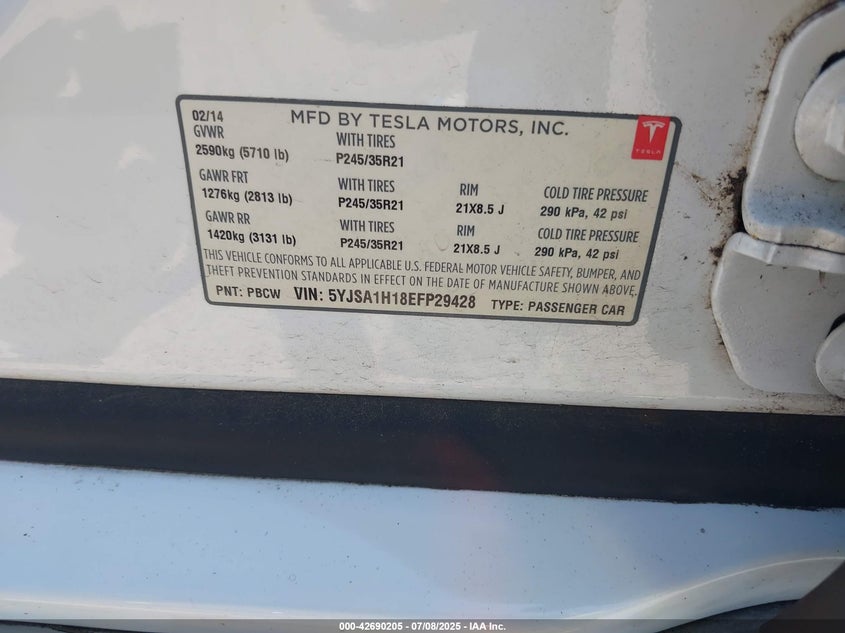 02/14 MFD BY TESLA MOTORS, INC.
GVWR WITH TIRES
2590kg (5710 lb) P245/35R21
TESLA
GAWR FRT WITH TIRES RIM COLD TIRE PRESSURE
1276kg (2813 lb) P245/35R21 21X8.5 J 290 kPa, 42 psi
GAWR RR WITH TIRES RIM COLD TIRE PRESSURE
1420kg (3131 lb) P245/35R21 21X8.5 J 290 kPa, 42 psi
THIS VEHICLE CONFORMS TO ALL APPLICABLE U.S. FEDERAL MOTOR VEHICLE SAFETY, BUMPER, AND
THEFT PREVENTION STANDARDS IN EFFECT ON THE DATE OF MANUFACTURE SHOWN ABOVE.
PNT: PBCW VIN: 5YJSA1H18EFP29428 TYPE: PASSENGER CAR
000-42690205 - 07/08/2025 - IAA Inc.